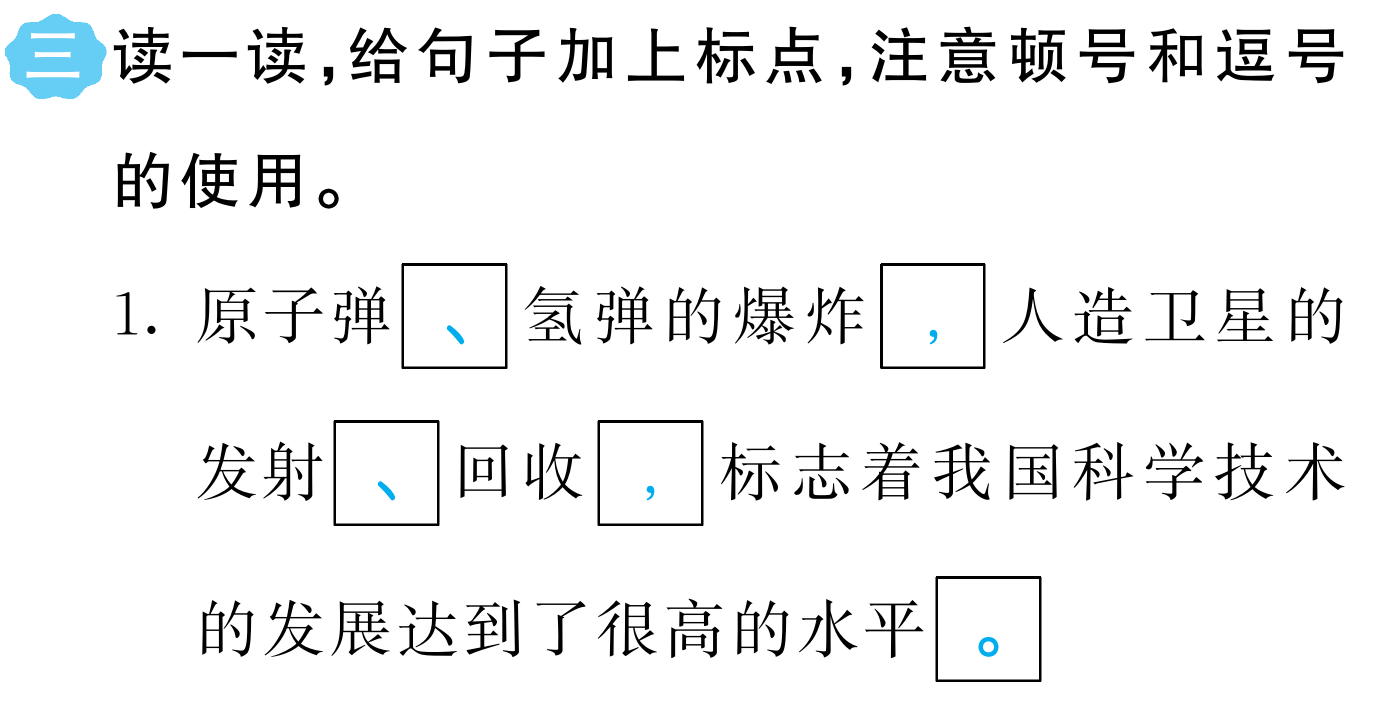 三 读一读,给句子加上标点,注意顿号和逗号
的使用。
1. 原子弹、氢弹的爆炸,人造卫星的
发射、回收,标志着我国科学技术
的发展达到了很高的水平。